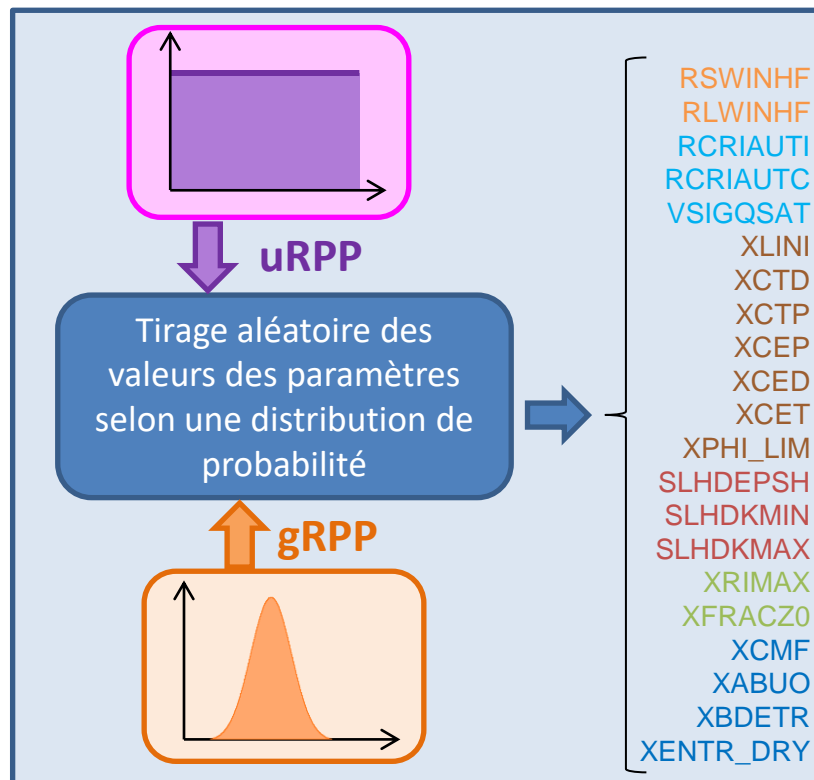 uRPP
Tirage aléatoire des
valeurs des paramètres
selon une distribution de
probabilité
gRPP
RSWINHF
RLWINHF
RCRIAUTI
RCRIAUTC
VSIGQSAT
XLINI
XCTD
XCTP
XCEP
XCED
XCET
XPHI_LIM
SLHDEPSH
SLHDKMIN
SLHDKMAX
XRIMAX
XFRACZ0
XCMF
XABUO
XBDETR
XENTR_DRY